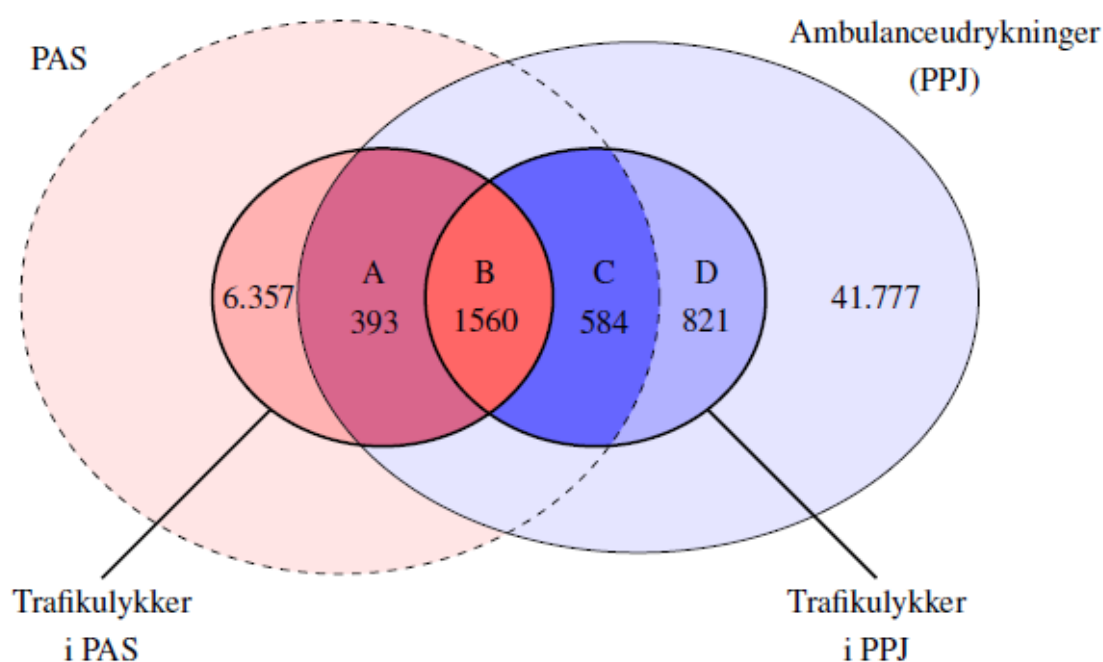 PAS
Ambulanceudrykninger
(PPJ)
A
B
C
D
6.357
393
1560
584
821
41.777
Trafikulykker
i PAS
Trafikulykker
i PPJ